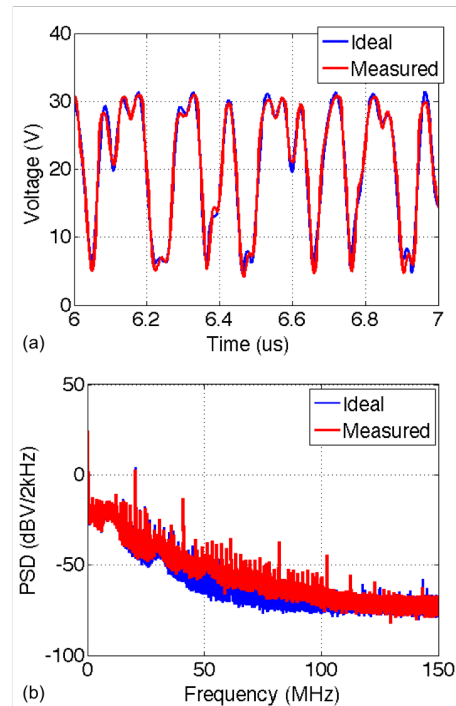 Ideal
Measured
40
30
20
10
0
Voltage (V)
6
6.2
6.4
6.6
6.8
7
Time (us)
(a)
Ideal
Measured
50
0
-50
-100
PSD (dBV/2kHz)
0
50
100
150
Frequency (MHz)
(b)